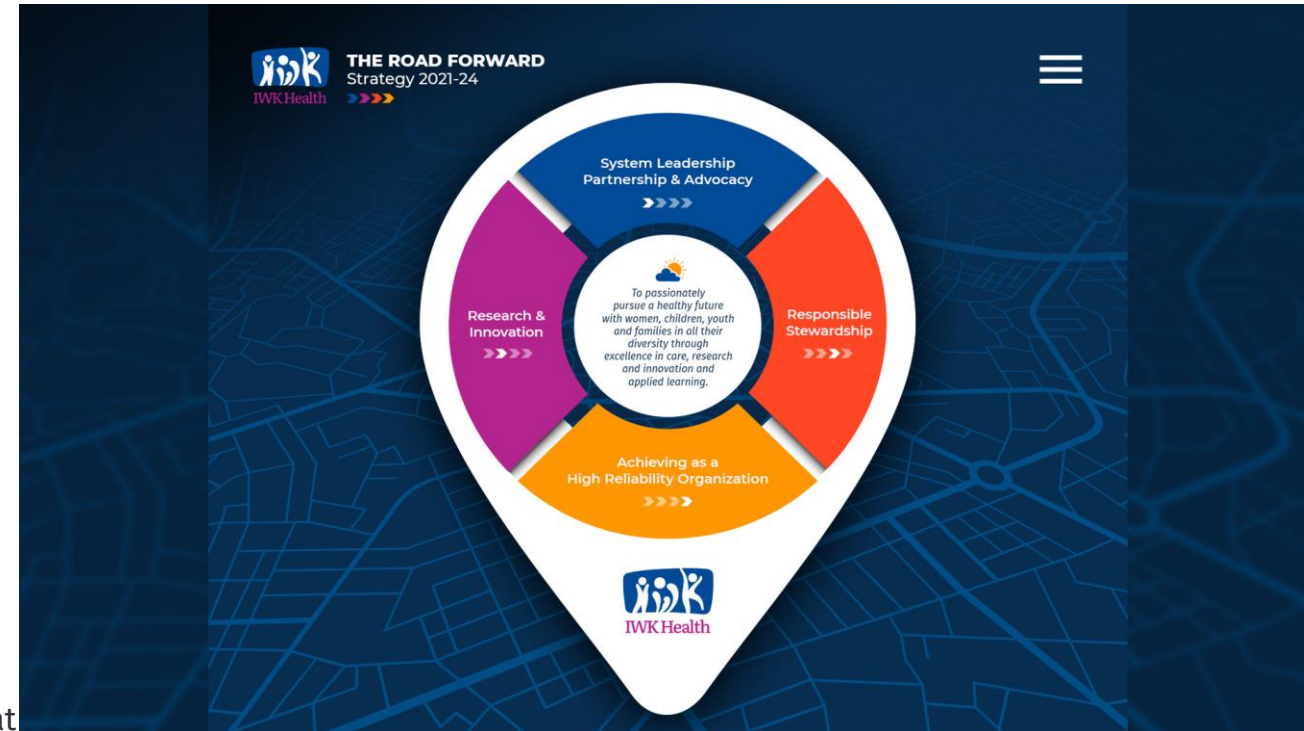 IWK Health
THE ROAD FORWARD
Strategy 2021-24
System Leadership
Partnership & Advocacy
Research &
Innovation
To passionately
pursue a healthy future
with women, children, youth
and families in all their
diversity through
excellence in care, research
and innovation and
applied learning.
Responsible
Stewardship
Achieving as a
High Reliability Organization
IWK Health